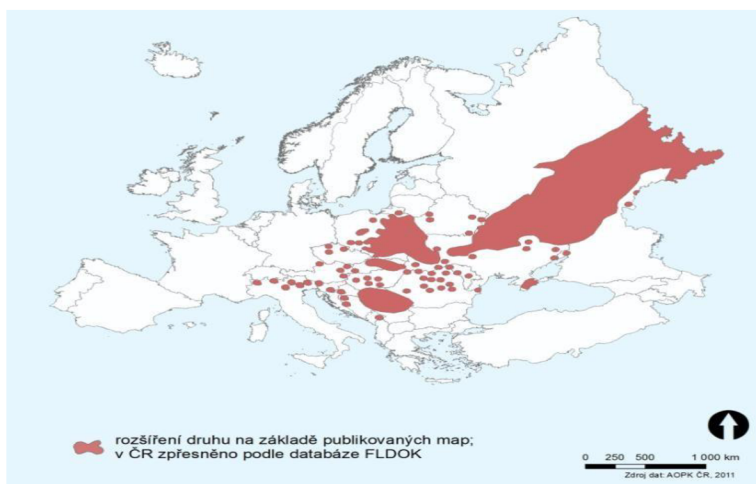 rozšíření druhu na základě publikovaných map;
v ČR zpřesněno podle databáze FLDOK
0 250 500 1 000 km
Zdroj dat: AOPK ČR, 2011